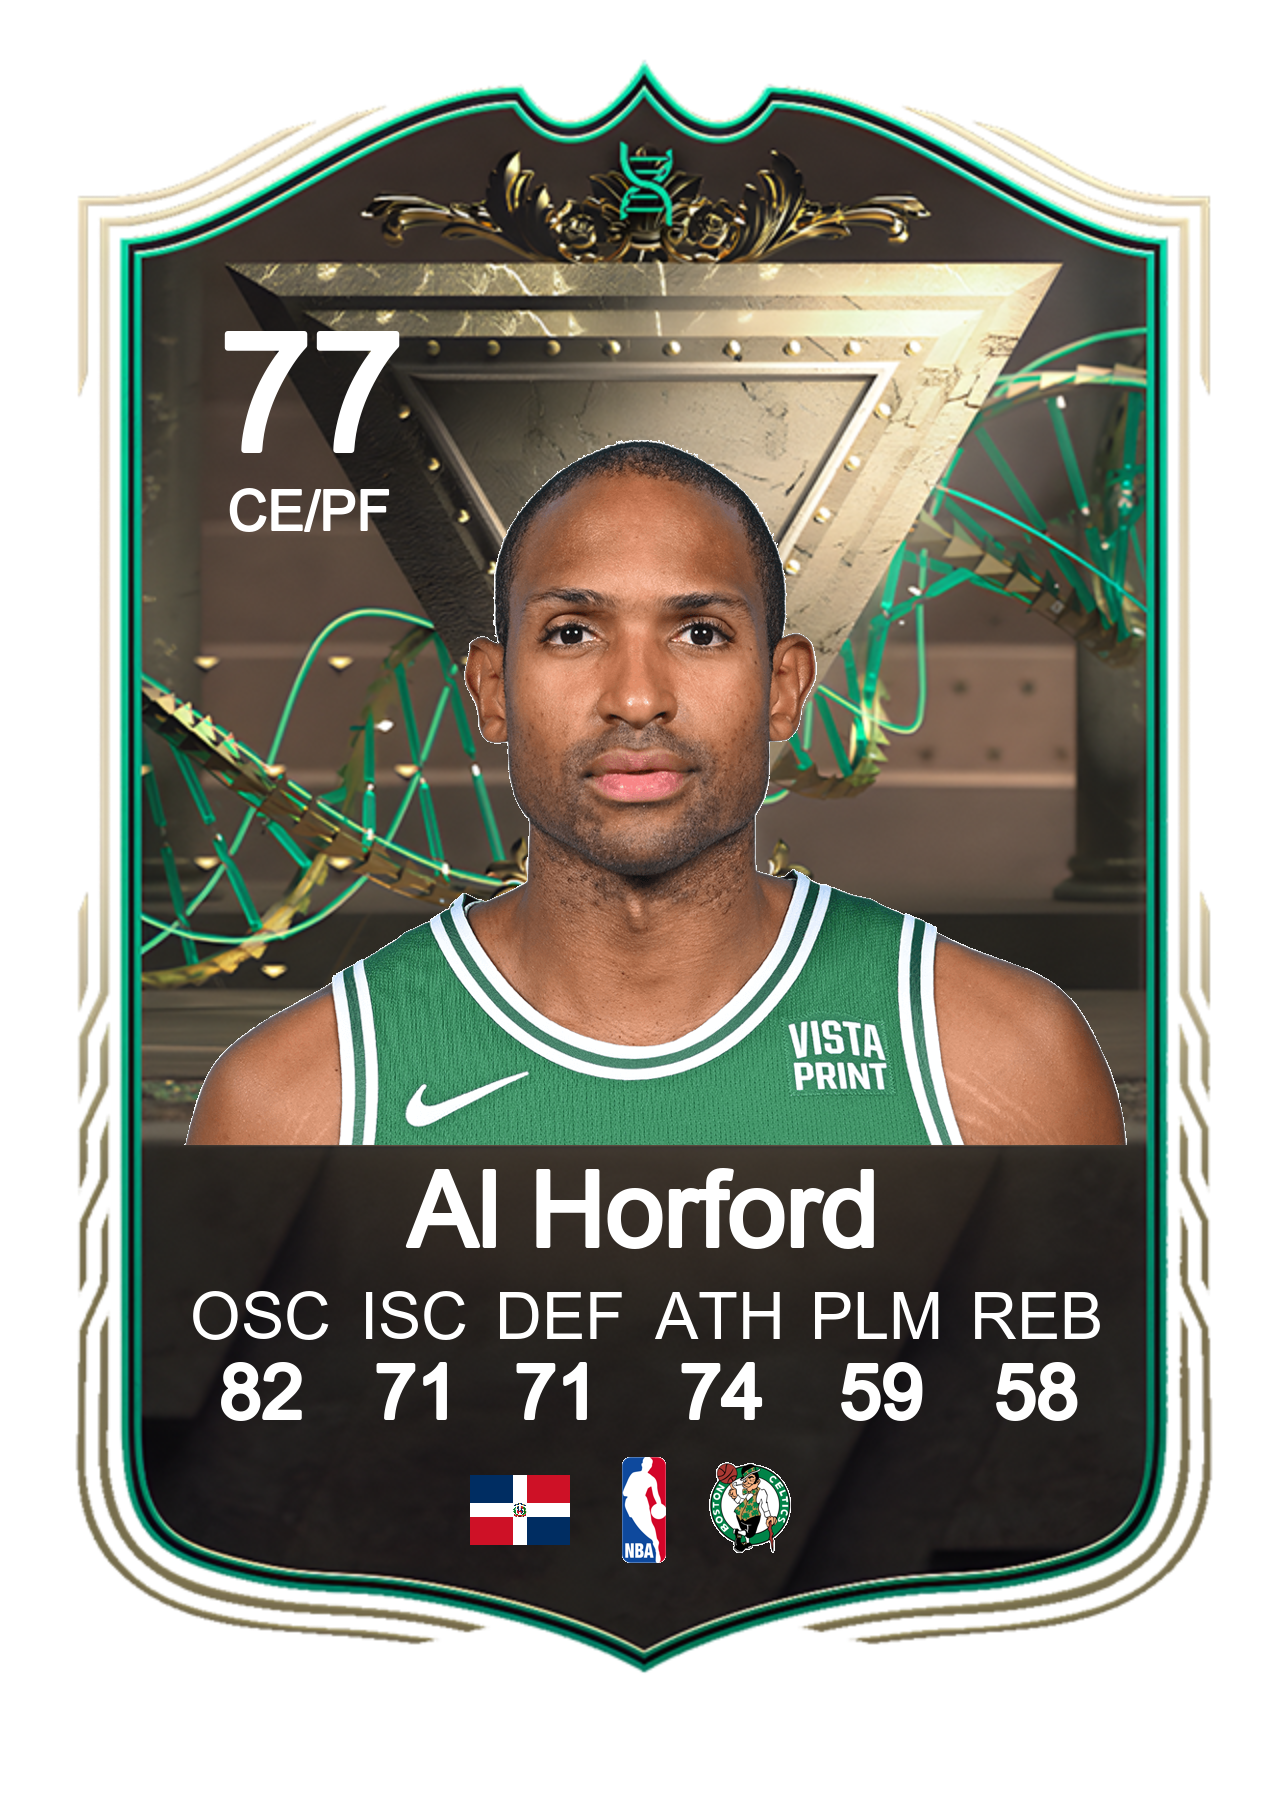 77
CE/PF
VISTA
PRINT
Al Horford
OSC ISC DEF ATH PLM REB
82 71 71 74 59 58
NBA
BOSTON CELTICS